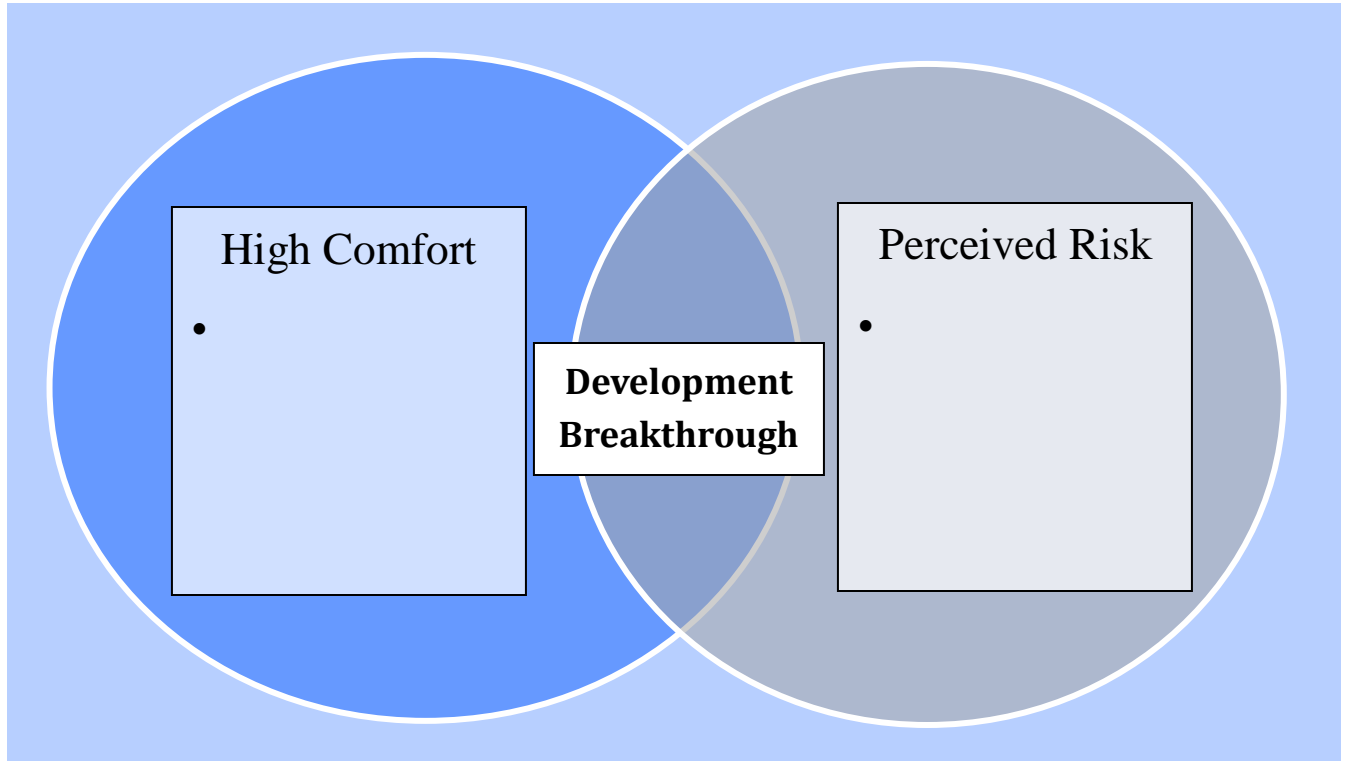 High Comfort
•
Perceived Risk
•
Development
Breakthrough